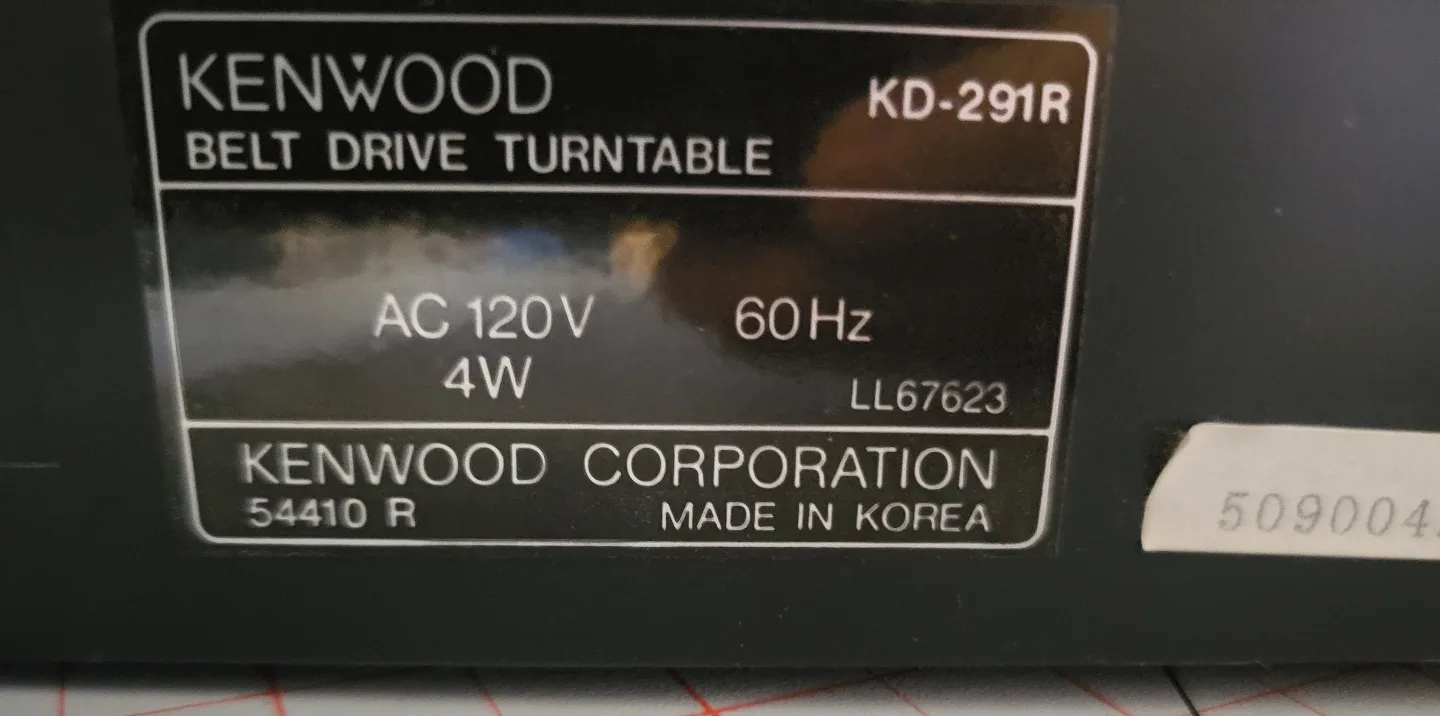 KENWOOD KD-291R
BELT DRIVE TURNTABLE
AC 120V 60Hz
4W
LL67623
KENWOOD CORPORATION
54410 R MADE IN KOREA
509004